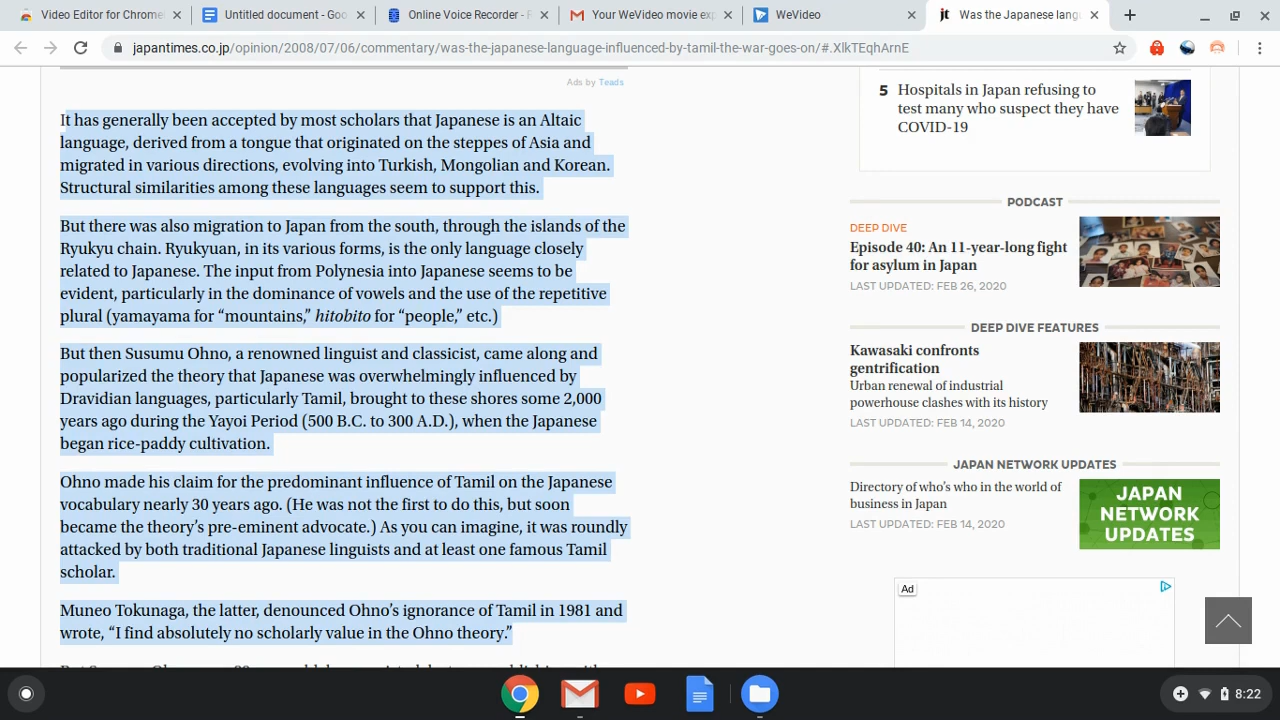 Video Editor for Chrome
Untitled document - Goo
Online Voice Recorder - F
Your WeVideo movie exp
WeVideo
Was the Japanese langu
japantimes.co.jp/opinion/2008/07/06/commentary/was-the-japanese-language-influenced-by-tamil-the-war-goes-on/#.XlkTEqhArnE
Ads by Teads
It has generally been accepted by most scholars that Japanese is an Altaic
language, derived from a tongue that originated on the steppes of Asia and
migrated in various directions, evolving into Turkish, Mongolian and Korean.
Structural similarities among these languages seem to support this.
But there was also migration to Japan from the south, through the islands of the
Ryukyu chain. Ryukyuan, in its various forms, is the only language closely
related to Japanese. The input from Polynesia into Japanese seems to be
evident, particularly in the dominance of vowels and the use of the repetitive
plural (yamayama for “mountains,” hitobito for “people,” etc.)
But then Susumu Ohno, a renowned linguist and classicist, came along and
popularized the theory that Japanese was overwhelmingly influenced by
Dravidian languages, particularly Tamil, brought to these shores some 2,000
years ago during the Yayoi Period (500 B.C. to 300 A.D.), when the Japanese
began rice-paddy cultivation.
Ohno made his claim for the predominant influence of Tamil on the Japanese
vocabulary nearly 30 years ago. (He was not the first to do this, but soon
became the theory’s pre-eminent advocate.) As you can imagine, it was roundly
attacked by both traditional Japanese linguists and at least one famous Tamil
scholar.
Muneo Tokunaga, the latter, denounced Ohno’s ignorance of Tamil in 1981 and
wrote, “I find absolutely no scholarly value in the Ohno theory.”
5 Hospitals in Japan refusing to
test many who suspect they have
COVID-19
PODCAST
DEEP DIVE
Episode 40: An 11-year-long fight
for asylum in Japan
LAST UPDATED: FEB 26, 2020
DEEP DIVE FEATURES
Kawasaki confronts
gentrification
Urban renewal of industrial
powerhouse clashes with its history
LAST UPDATED: FEB 14, 2020
JAPAN NETWORK UPDATES
Directory of who’s who in the world of
business in Japan
LAST UPDATED: FEB 14, 2020
JAPAN
NETWORK
UPDATES
Ad
8:22